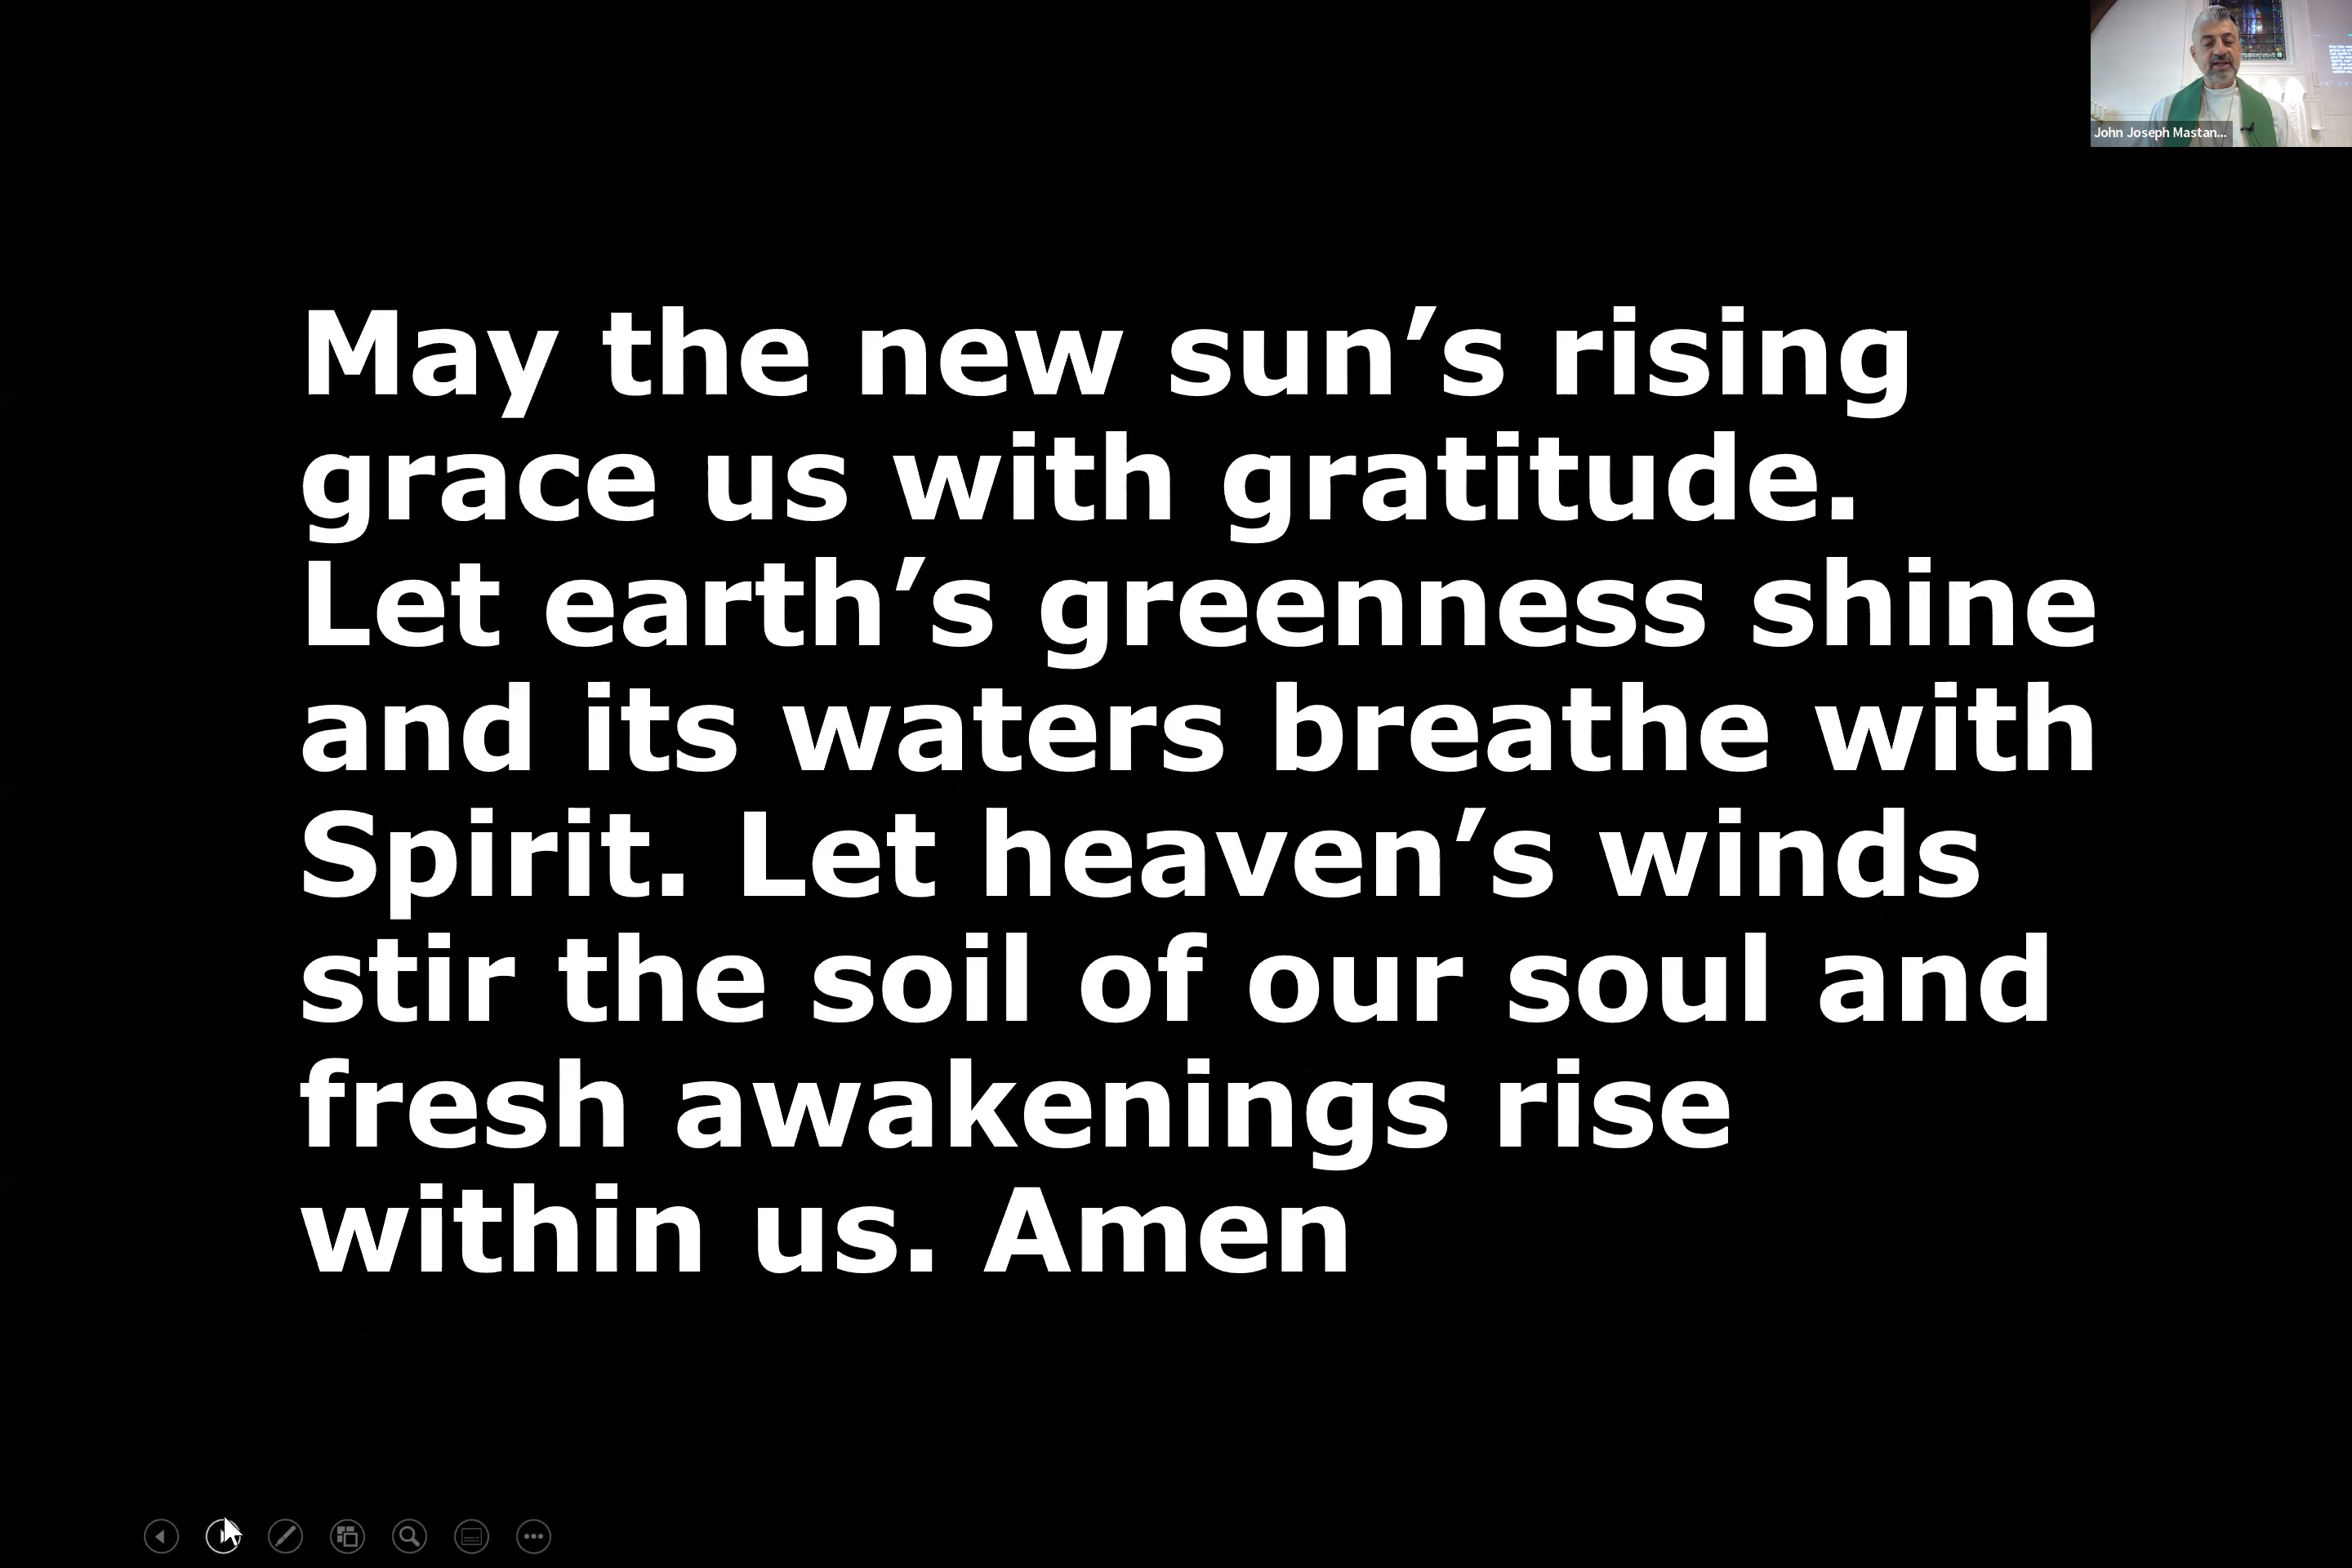 John Joseph Mastan...
May the new sun’s rising
grace us with gratitude.
Let earth’s greenness shine
and its waters breathe with
Spirit. Let heaven’s winds
stir the soil of our soul and
fresh awakenings rise
within us. Amen